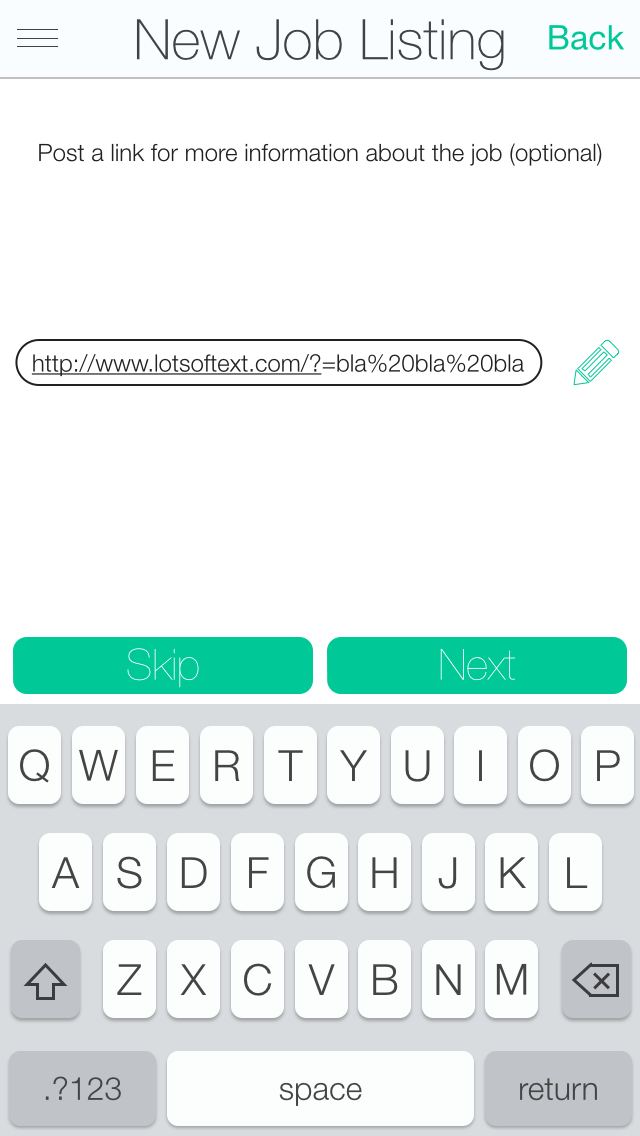 New Job Listing Back
Post a link for more information about the job (optional)
http://www.lotsoftext.com/?=bla%20bla%20bla
Skip Next
Q W E R T Y U I O P
A S D F G H J K L
Z X C V B N M
.?123 space return